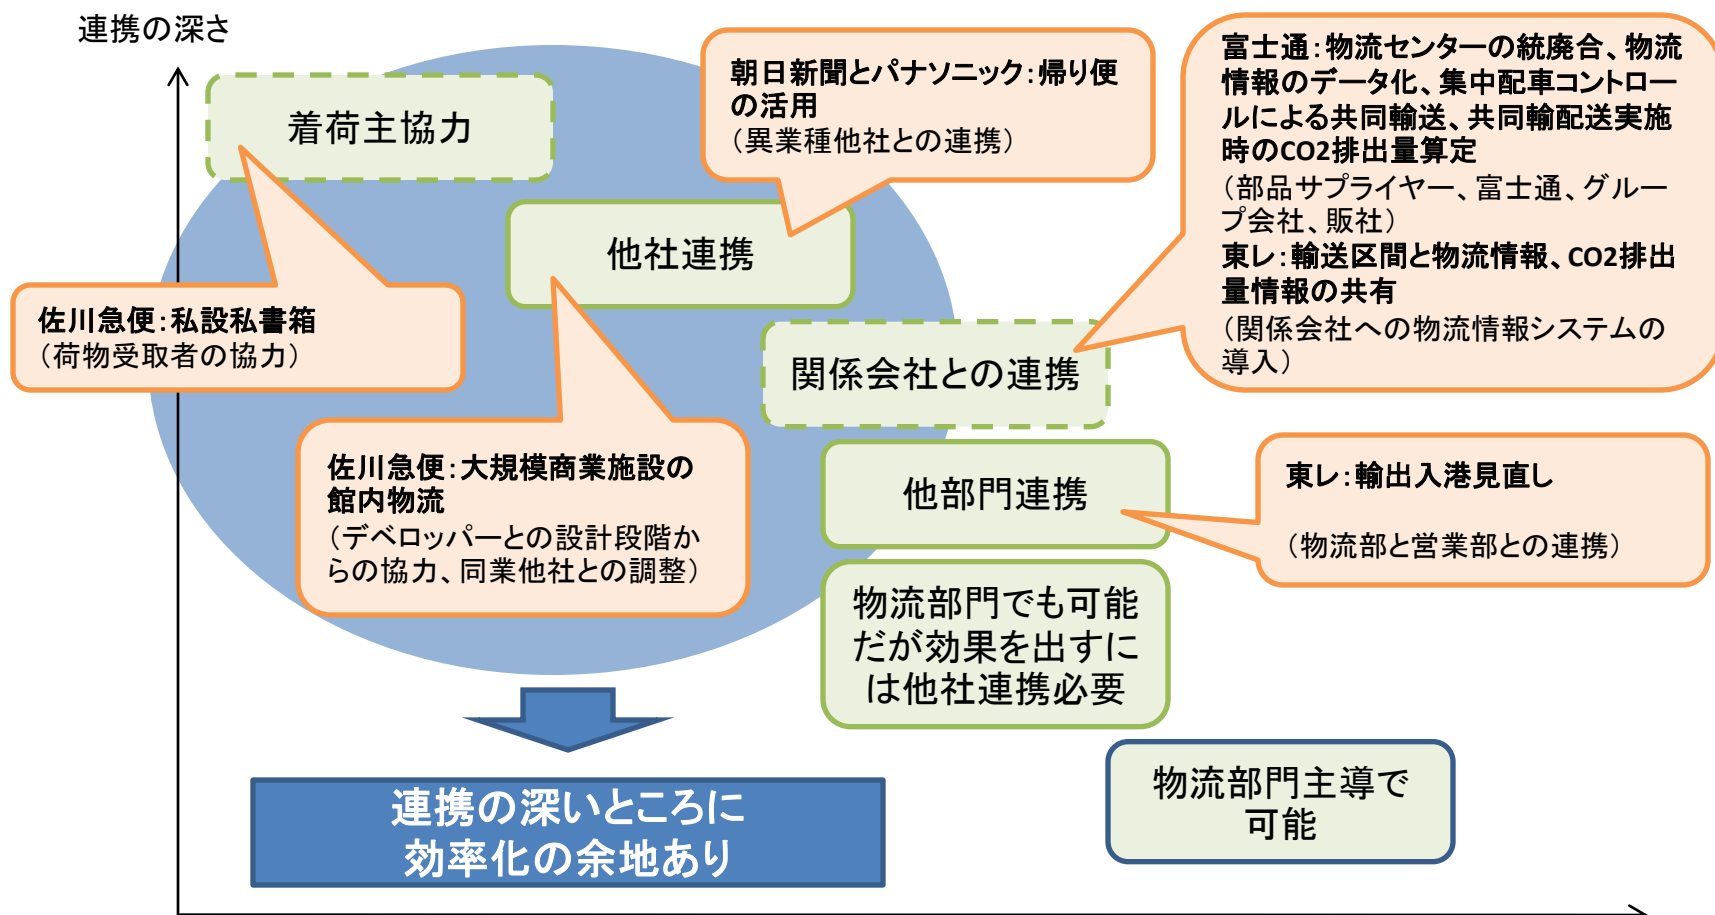 連携の深さ
着荷主協力
朝日新聞とパナソニック：帰り便
の活用
（異業種他社との連携）
富士通：物流センターの統廃合、物流
情報のデータ化、集中配車コントロー
ルによる共同輸送、共同輸配送実施
時のCO2排出量算定
（部品サプライヤー、富士通、グルー
プ会社、販社）
東レ：輸送区間と物流情報、CO2排出
量情報の共有
（関係会社への物流情報システムの
導入）
他社連携
佐川急便：私設私書箱
（荷物受取者の協力）
関係会社との連携
佐川急便：大規模商業施設の
館内物流
（デベロッパーとの設計段階か
らの協力、同業他社との調整）
他部門連携
東レ：輸出入港見直し
（物流部と営業部との連携）
物流部門でも可能
だが効果を出すに
は他社連携必要
物流部門主導で
可能
連携の深いところに
効率化の余地あり